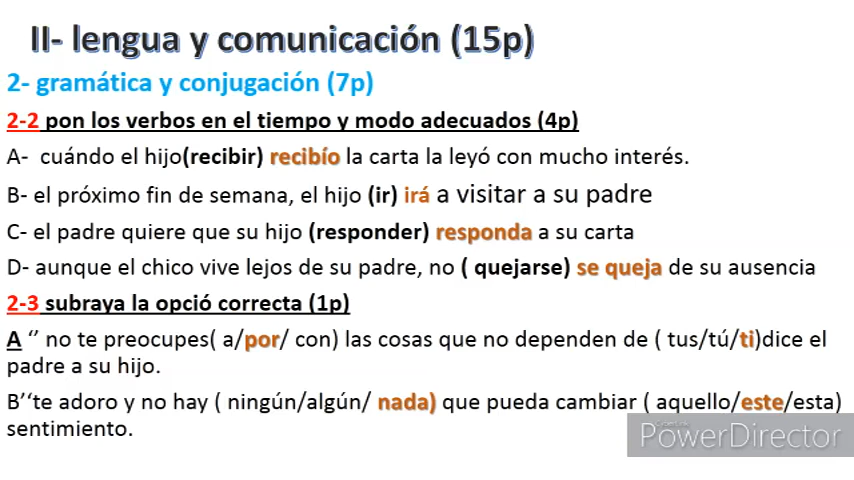 II- lengua y comunicación (15p)
2- gramática y conjugación (7p)
2-2 pon los verbos en el tiempo y modo adecuados (4p)
A- cuándo el hijo(recibir) recibío la carta la leyó con mucho interés.
B- el próximo fin de semana, el hijo (ir) irá a visitar a su padre
C- el padre quiere que su hijo (responder) responda a su carta
D- aunque el chico vive lejos de su padre, no ( quejarse) se queja de su ausencia
2-3 subraya la opció correcta (1p)
A ‘’ no te preocupes( a/por/ con) las cosas que no dependen de ( tus/tú/ti)dice el
padre a su hijo.
B’‘te adoro y no hay ( ningún/algún/ nada) que pueda cambiar ( aquello/este/esta)
sentimiento.
CyberLink
PowerDirector